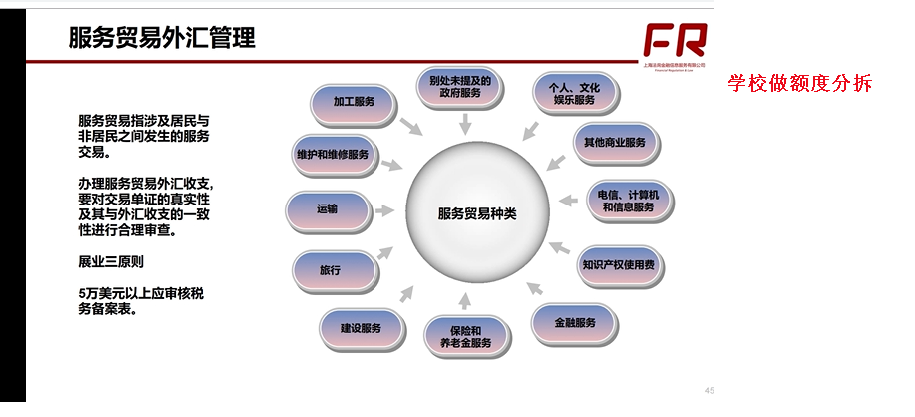 服务贸易外汇管理
FR
上海法询金融信息服务有限公司
Financial Regulation & Law
学校做额度分拆
服务贸易指涉及居民与
非居民之间发生的服务
交易。
办理服务贸易外汇收支,
要对交易单证的真实性
及其与外汇收支的一致
性进行合理审查。
展业三原则
5万美元以上应审核税
务备案表。
别处未提及的
政府服务
个人、文化
娱乐服务
其他商业服务
电信、计算机
和信息服务
知识产权使用费
金融服务
保险和
养老金服务
建设服务
旅行
运输
维护和维修服务
加工服务
服务贸易种类
45